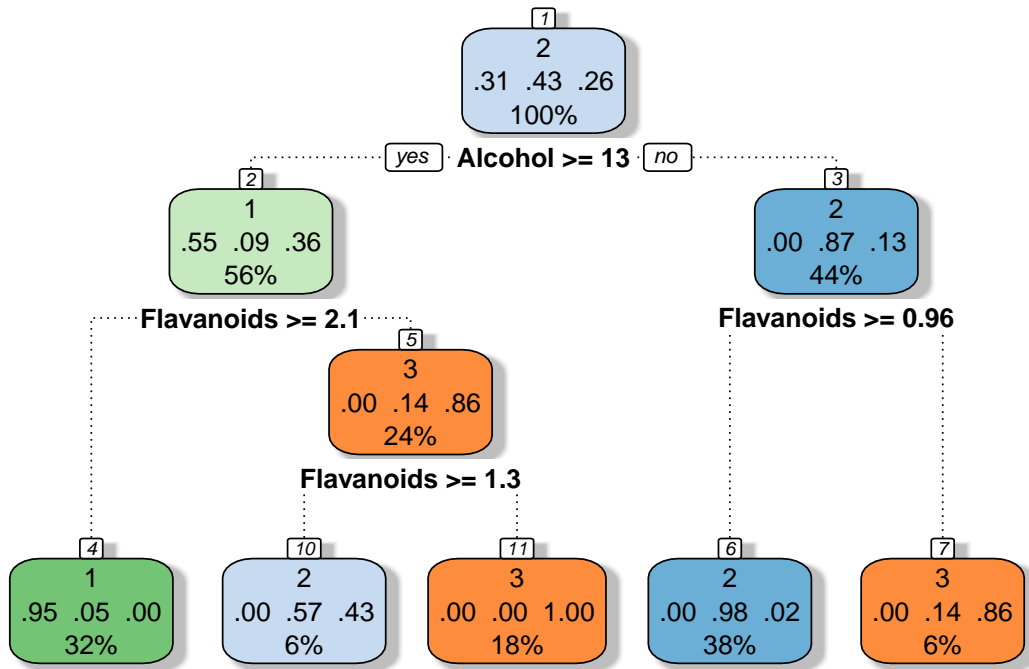 1
2
.31 .43 .26
100%
yes Alcohol >= 13 no
2
1
.55 .09 .36
56%
3
2
.00 .87 .13
44%
Flavanoids >= 2.1
Flavanoids >= 0.96
5
3
.00 .14 .86
24%
Flavanoids >= 1.3
4
1
.95 .05 .00
32%
10
2
.00 .57 .43
6%
11
3
.00 .00 1.00
18%
6
2
.00 .98 .02
38%
7
3
.00 .14 .86
6%